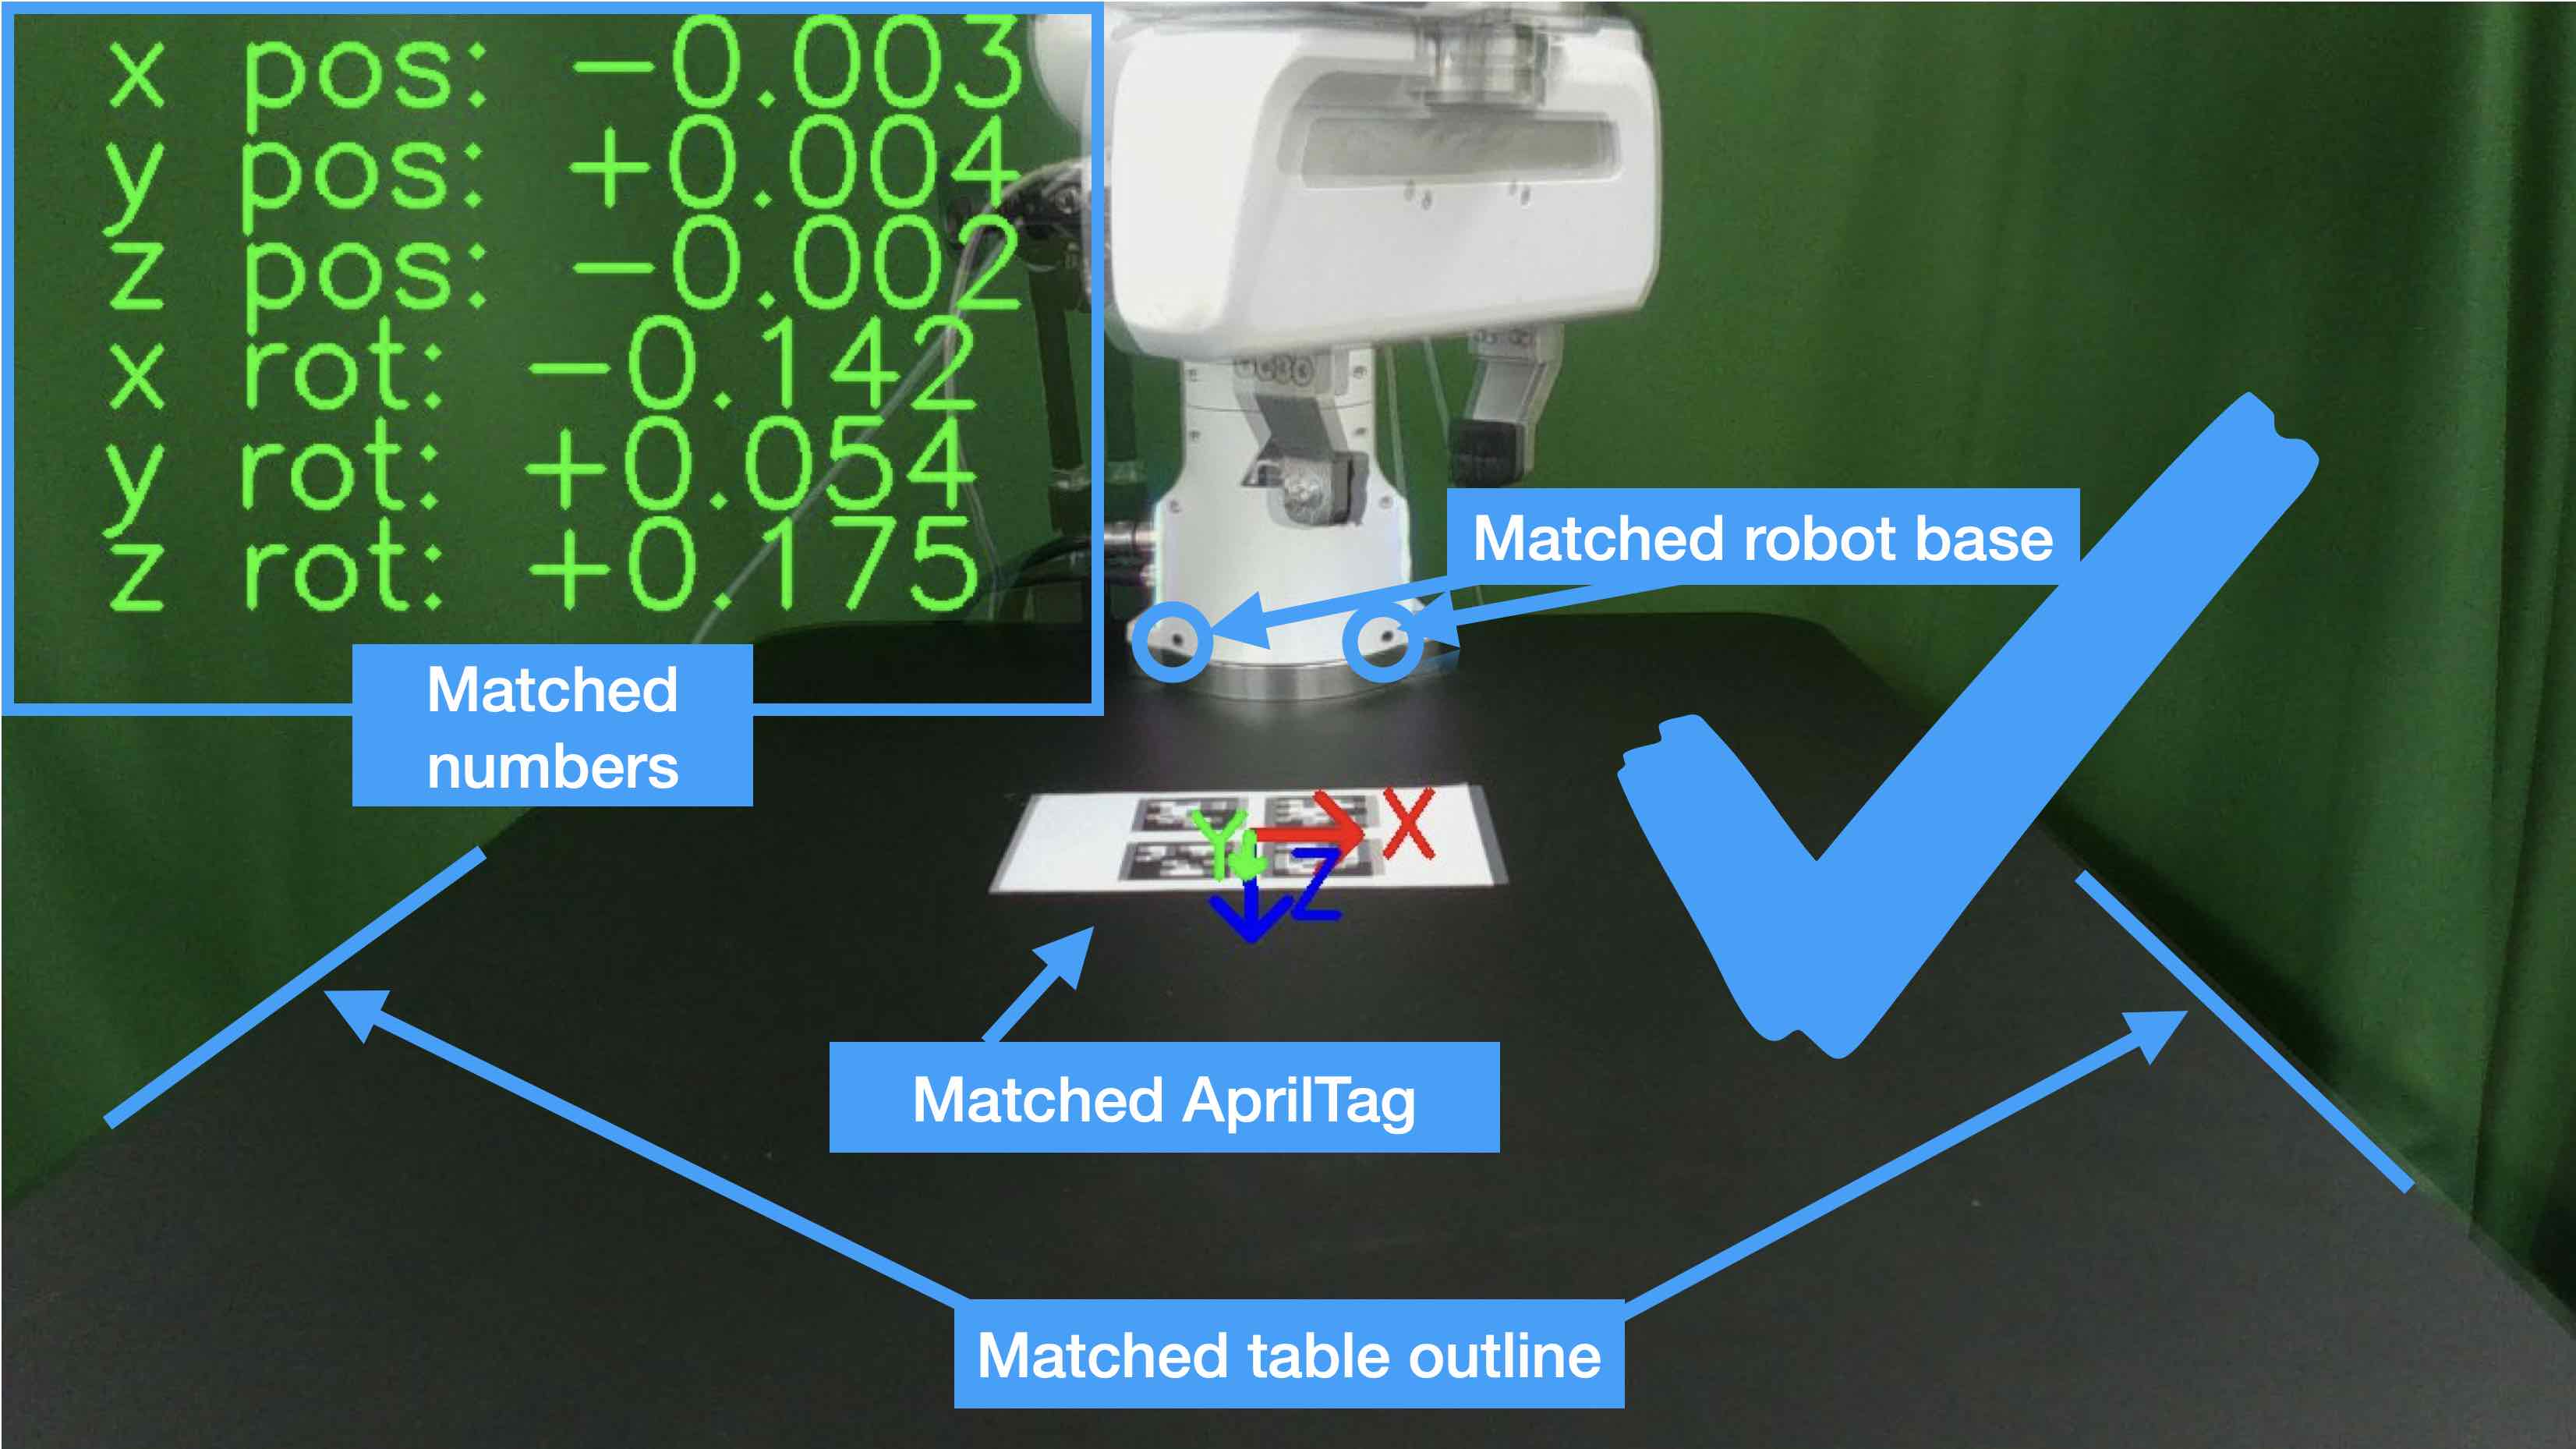 x pos: -0.003
y pos: +0.004
z pos: -0.002
x rot: -0.142
y rot: +0.054
z rot: +0.175
Matched robot base
Matched
numbers
X
Y
Z
Matched AprilTag
Matched table outline